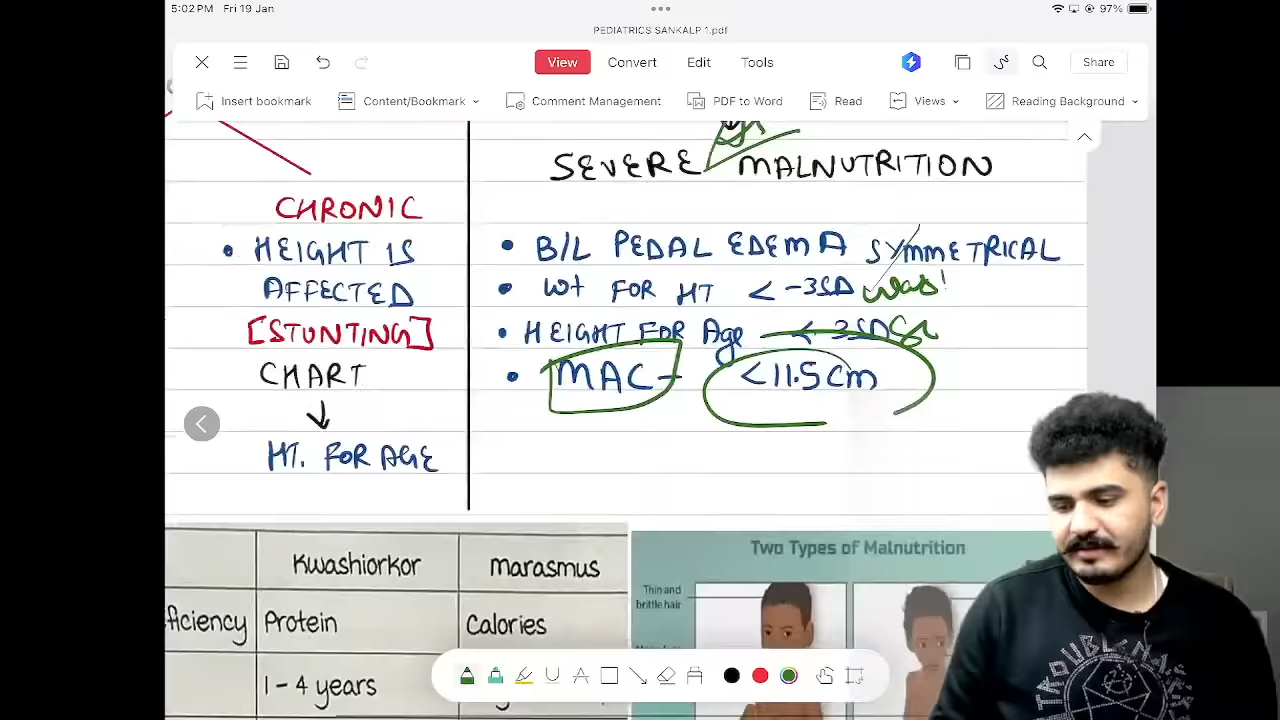 5:02 PM Fri 19 Jan
97%
PEDIATRICS SANKALP 1.pdf
View Convert Edit Tools
Share
Insert bookmark Content/Bookmark Comment Management PDF to Word Read Views Reading Background
SEVERE MALNUTRITION
CHRONIC
• HEIGHT IS
AFFECTED
[STUNTING]
CHART
↓
HT. FOR AGE
• B/L PEDAL EDEMA SYMMETRICAL
• Wt FOR HT < -3SD was
• HEIGHT FOR Age < 3SD
• MAC - <11.5cm
Kwashiorkor marasmus
ficiency Protein Calories
1 - 4 years
Two Types of Malnutrition
Thin and
brittle hair